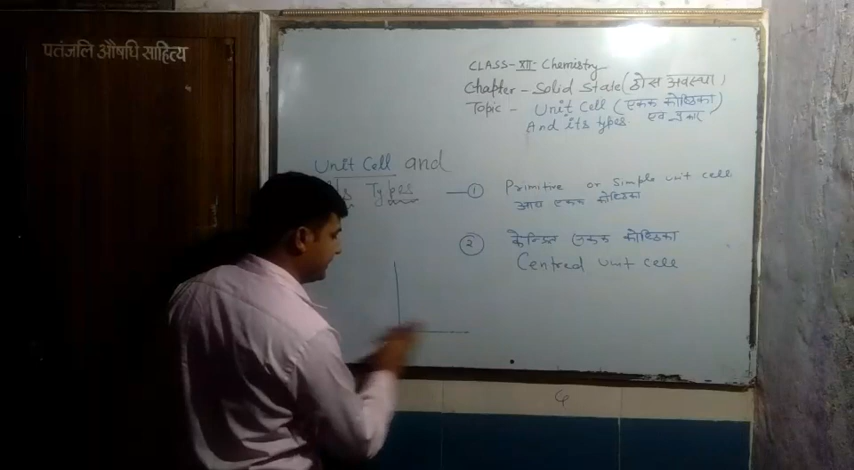 पतंजलि औषधि साहित्य
CLASS-XII-Chemistry
Chapter - Solid State (ठोस अवस्था)
Topic - Unit Cell (एकक कोष्ठिका)
And its types. एवं प्रकार
Unit Cell and
Types
① Primitive or Simple unit cell
आद्य एकक कोष्ठिका
② केन्द्रित एकक कोष्ठिका
Centred unit cell